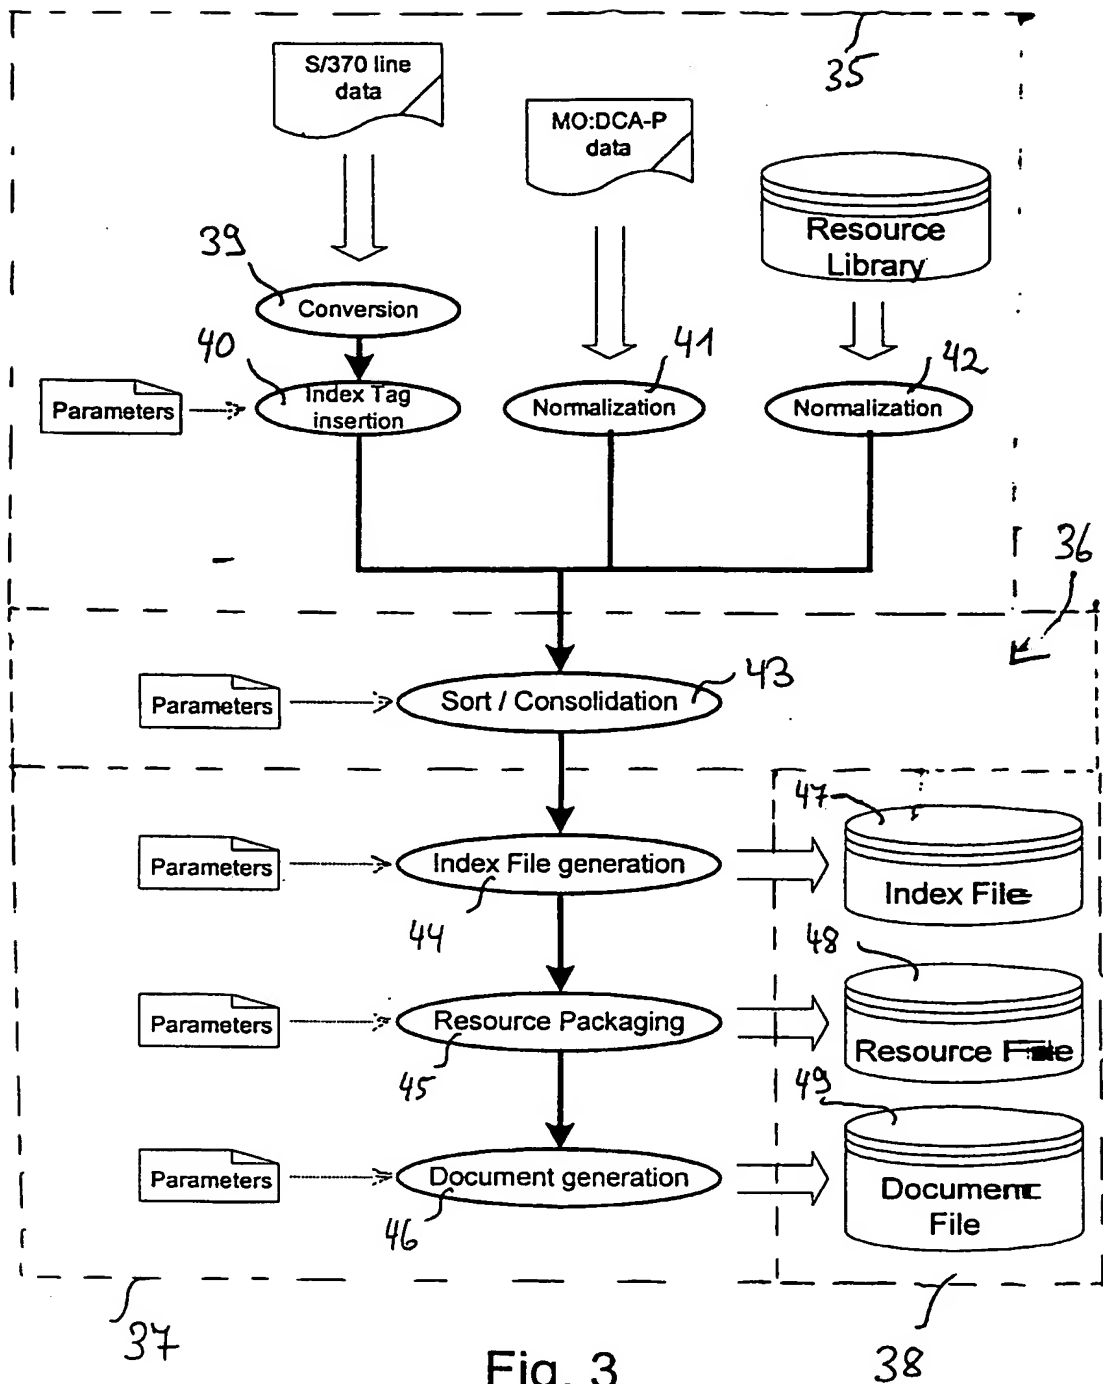 35
S/370 line
data
MO:DCA-P
data
Resource
Library
39
Conversion
40
41
42
Parameters
Index Tag
insertion
Normalization
Normalization
36
43
Parameters
Sort / Consolidation
47
Parameters
Index File generation
Index File
44
48
Parameters
Resource Packaging
Resource File
45
49
Parameters
Document generation
Document
File
46
37
38
Fig. 3